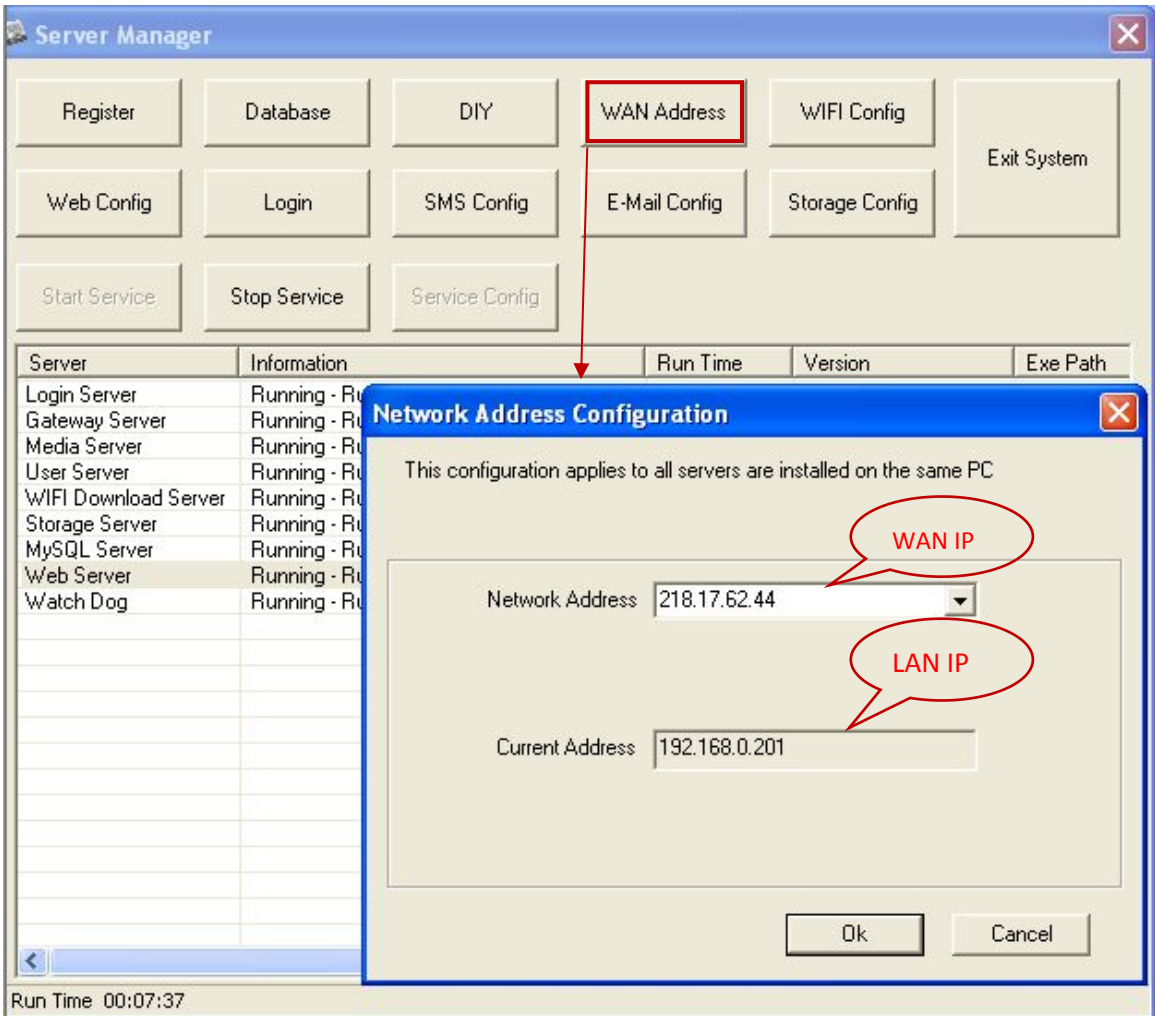 Server Manager
Register
Database
DIY
WAN Address
WIFI Config
Exit System
Web Config
Login
SMS Config
E-Mail Config
Storage Config
Start Service
Stop Service
Service Config
Server Information Run Time Version Exe Path
Login Server Running - Ru
Gateway Server Running - Ru
Media Server Running - Ru
User Server Running - Ru
WIFI Download Server Running - Ru
Storage Server Running - Ru
MySQL Server Running - Ru
Web Server Running - Ru
Watch Dog Running - Ru
Network Address Configuration
This configuration applies to all servers are installed on the same PC
WAN IP
Network Address 218.17.62.44
LAN IP
Current Address 192.168.0.201
Ok
Cancel
Run Time 00:07:37